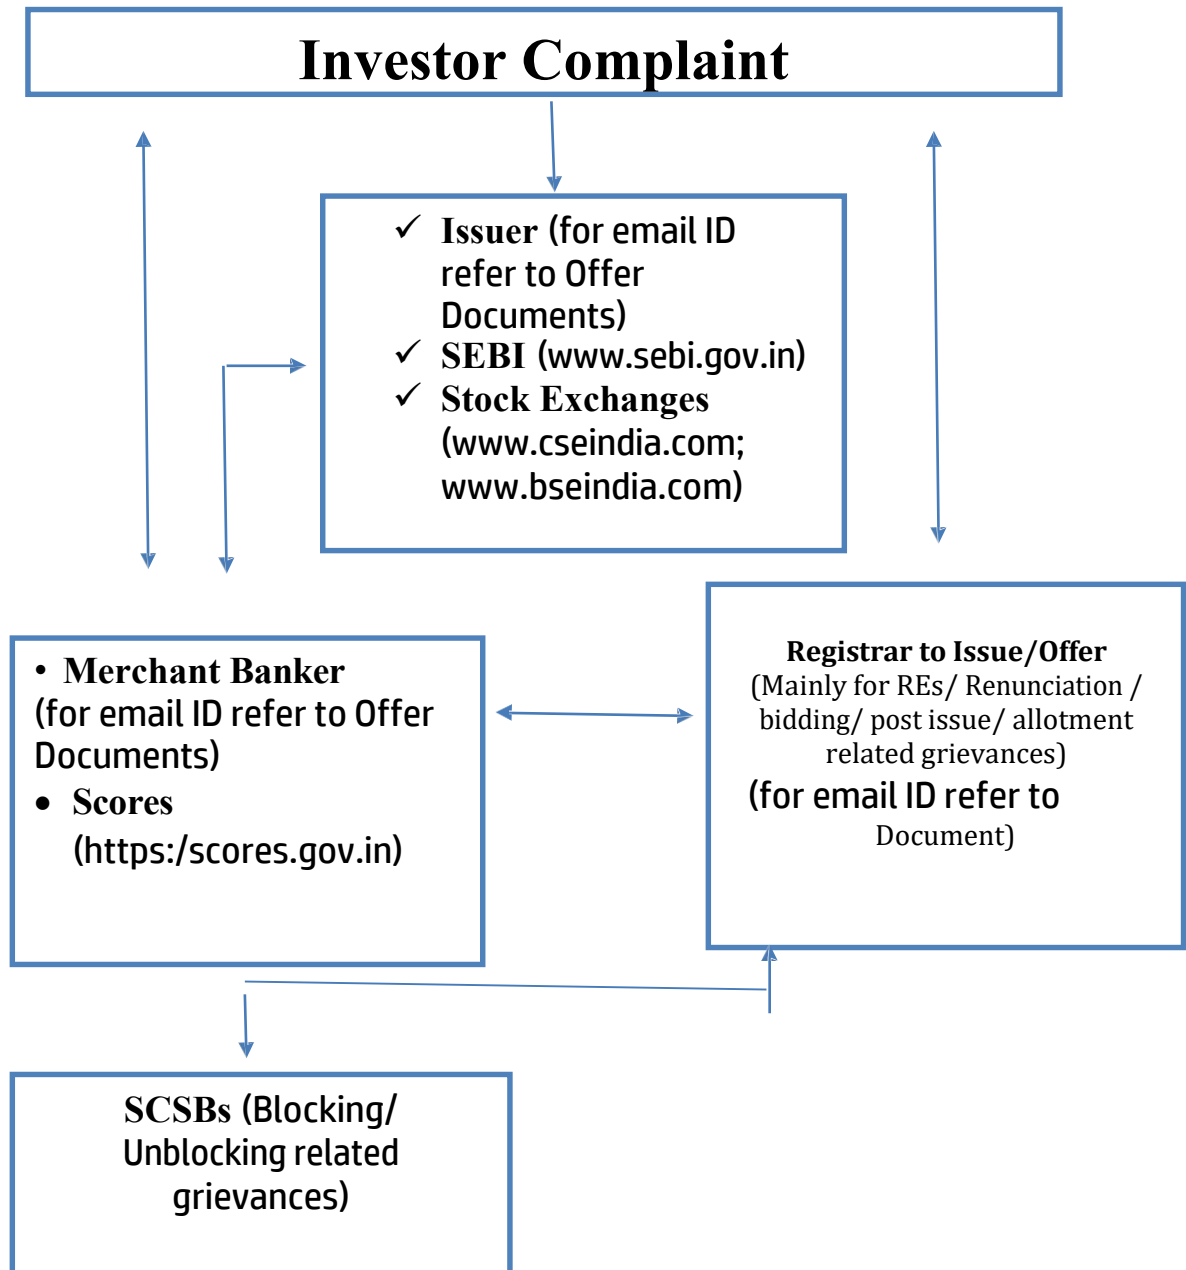 Investor Complaint
✓ Issuer (for email ID
refer to Offer
Documents)
✓ SEBI (www.sebi.gov.in)
✓ Stock Exchanges
(www.cseindia.com;
www.bseindia.com)
• Merchant Banker
(for email ID refer to Offer
Documents)
• Scores
(https:/scores.gov.in)
Registrar to Issue/Offer
(Mainly for REs/ Renunciation /
bidding/ post issue/ allotment
related grievances)
(for email ID refer to
Document)
SCSBs (Blocking/
Unblocking related
grievances)